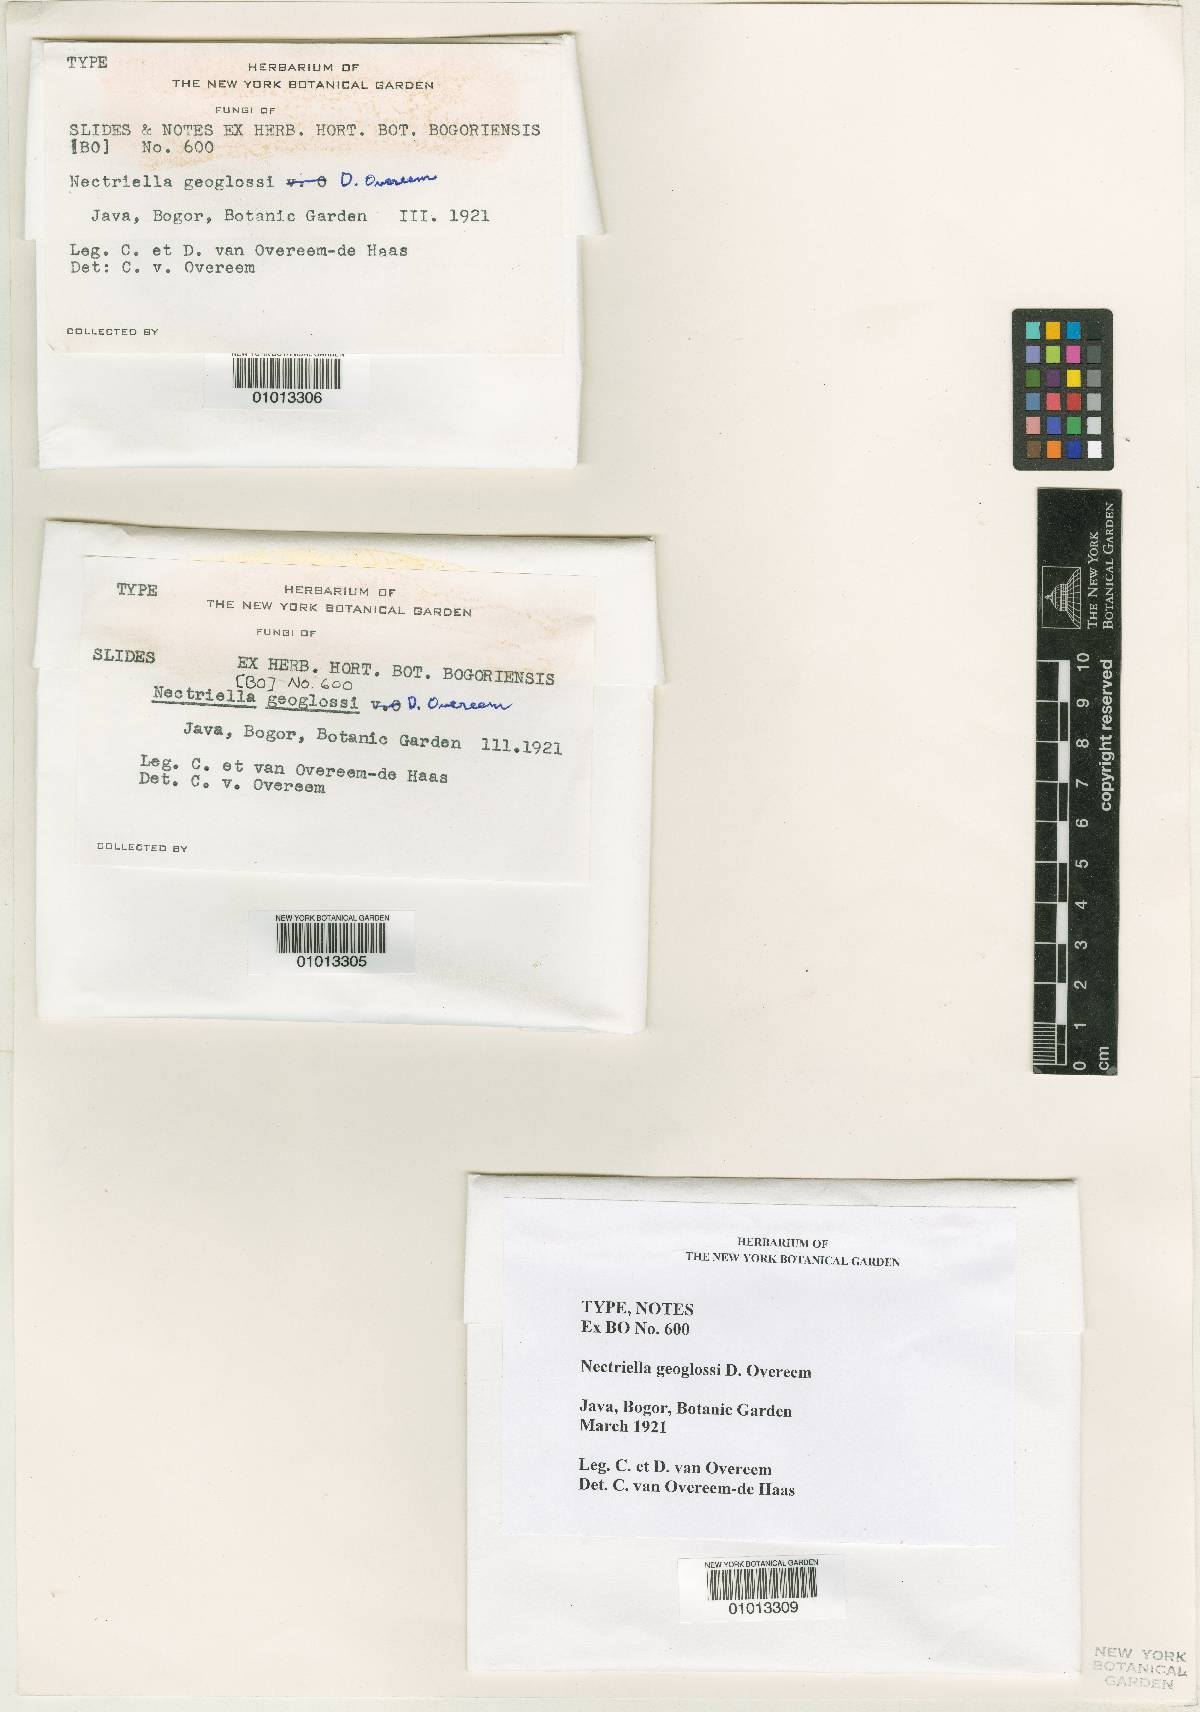 TYPE
HERBARIUM OF
THE NEW YORK BOTANICAL GARDEN
FUNGI OF
SLIDES & NOTES EX HERB. HORT. BOT. BOGORIENSIS
[BO] No. 600
Nectriella geoglossi v. O D. Overeem
Java, Bogor, Botanic Garden III. 1921
Leg. C. et D. van Overeem-de Haas
Det: C. v. Overeem
COLLECTED BY
NEW YORK BOTANICAL GARDEN
01013306
TYPE
HERBARIUM OF
THE NEW YORK BOTANICAL GARDEN
FUNGI OF
SLIDES EX HERB. HORT. BOT. BOGORIENSIS
[BO] No. 600
Nectriella geoglossi v.O D. Overeem
Java, Bogor, Botanic Garden lll.1921
Leg. C. et van Overeem-de Haas
Det. C. v. Overeem
COLLECTED BY
NEW YORK BOTANICAL GARDEN
01013305
THE NEW YORK
BOTANICAL GARDEN
0 1 2 3 4 5 6 7 8 9 10
cm copyright reserved
HERBARIUM OF
THE NEW YORK BOTANICAL GARDEN
TYPE, NOTES
Ex BO No. 600
Nectriella geoglossi D. Overeem
Java, Bogor, Botanic Garden
March 1921
Leg. C. et D. van Overeem
Det. C. van Overeem-de Haas
NEW YORK BOTANICAL GARDEN
01013309
NEW YORK
BOTANICAL
GARDEN